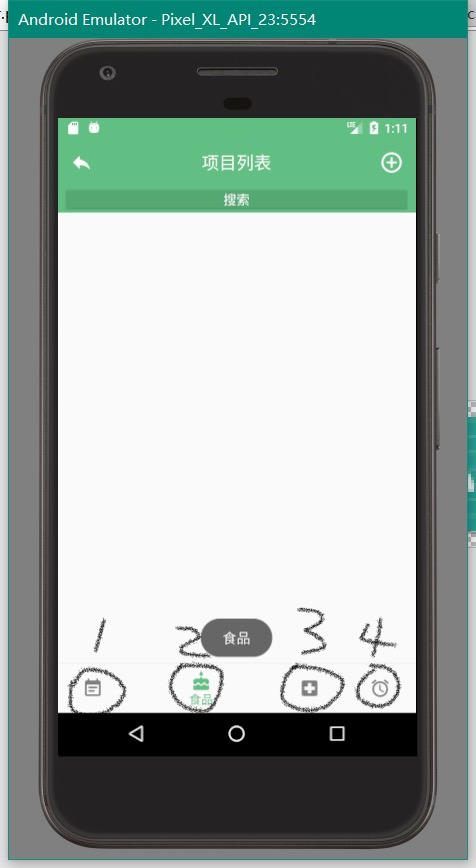 Android Emulator - Pixel_XL_API_23:5554
LTE 1:11
项目列表
搜索
1 2 3 4
食品
食品